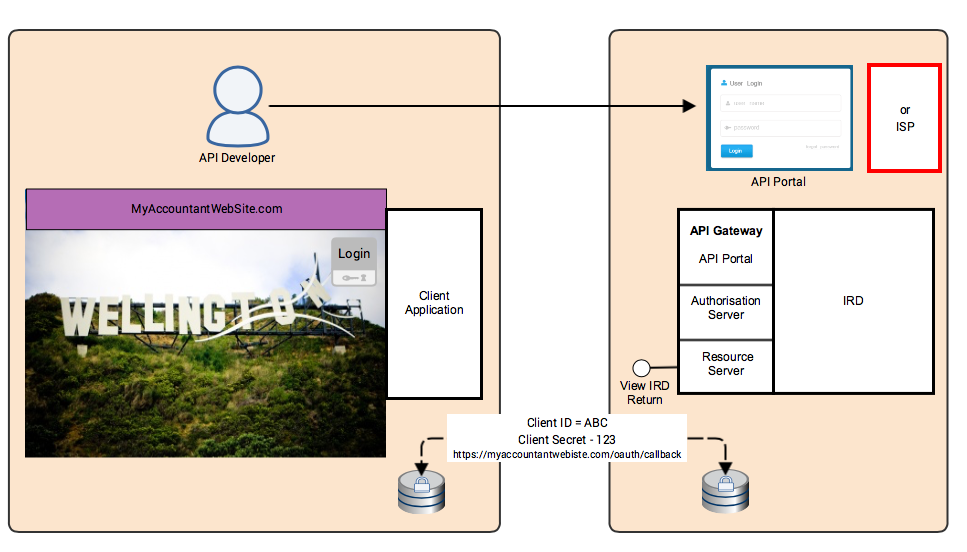 API Developer
MyAccountantWebSite.com
Login
WELLINGTON
Client
Application
User Login
user name
password
Login
forgot password
API Portal
or
ISP
API Gateway
API Portal
Authorisation
Server
Resource
Server
IRD
View IRD
Return
Client ID = ABC
Client Secret - 123
https://myaccountantwebiste.com/oauth/callback